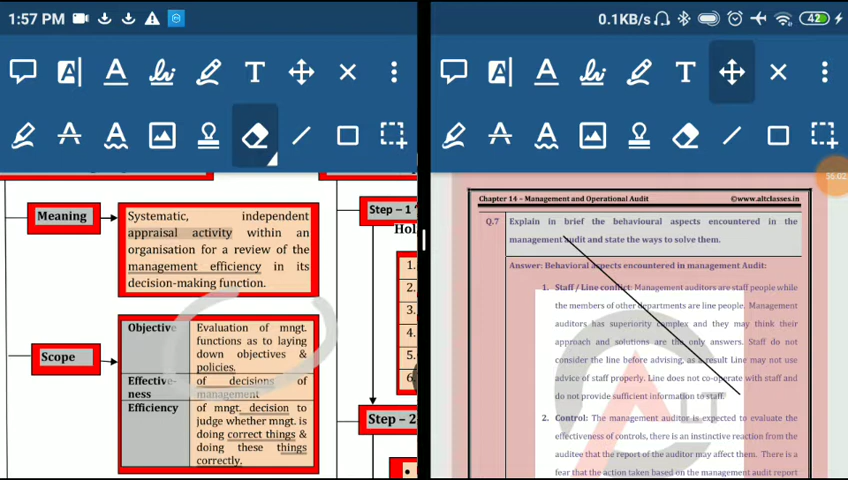 1:57 PM
0.1KB/s
42
56:02
Meaning
Systematic, independent
appraisal activity within an
organisation for a review of the
management efficiency in its
decision-making function.
Scope
Objective
Evaluation of mngt.
functions as to laying
down objectives &
policies.
Effective-
ness
of decisions of
management
Efficiency
of mngt. decision to
judge whether mngt. is
doing correct things &
doing these things
correctly.
Step – 1
Hol
1.
2.
3.
4.
5.
6
Step – 2
Chapter 14 – Management and Operational Audit ©www.altclasses.in
Q.7 Explain in brief the behavioural aspects encountered in the
management audit and state the ways to solve them.
Answer: Behavioral aspects encountered in management Audit:
1. Staff / Line conflict: Management auditors are staff people while
the members of other departments are line people. Management
auditors has superiority complex and they may think their
approach and solutions are the only answers. Staff do not
consider the line before advising, as a result Line may not use
advice of staff properly. Line does not co-operate with staff and
do not provide sufficient information to staff.
2. Control: The management auditor is expected to evaluate the
effectiveness of controls, there is an instinctive reaction from the
auditee that the report of the auditor may affect them. There is a
fear that the action taken based on the management audit report